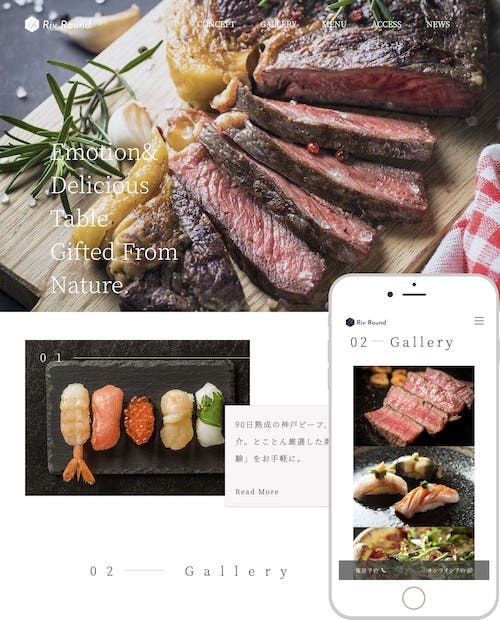 Riv Round
CONCEPT GALLERY MENU ACCESS NEWS
Emotion&
Delicious
Table
Gifted From
Nature.
01
90日熟成の神戸ビーフ、
介。とことん厳選した素
験」をお手軽に。
Read More
02 Gallery
Riv Round
02 Gallery
電話予約
オンライン予約